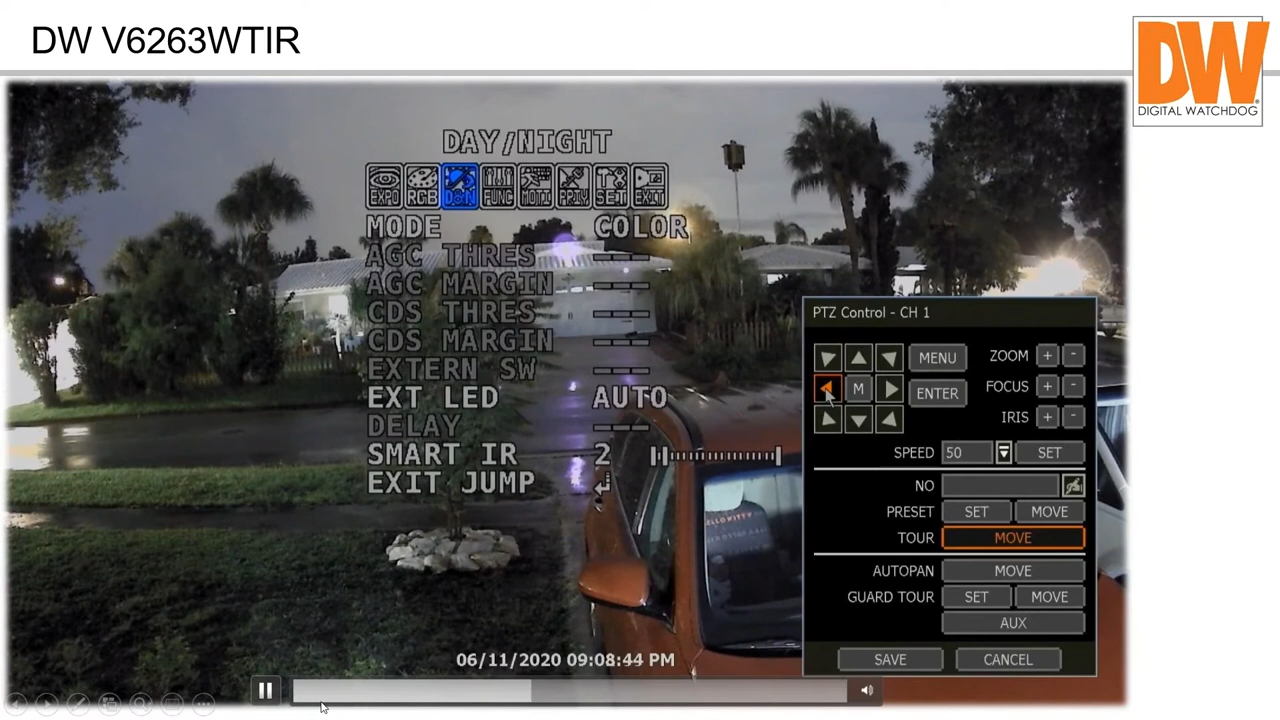 DW V6263WTIR
DW
DIGITAL WATCHDOG
DAY/NIGHT
EXPO RGB D&N FUNC MOTI PRIV SET EXIT
MODE COLOR
AGC THRES ---
AGC MARGIN ---
CDS THRES ---
CDS MARGIN ---
EXTERN SW ---
EXT LED AUTO
DELAY ---
SMART IR 2
EXIT JUMP
PTZ Control - CH 1
MENU
ZOOM + -
M
ENTER
FOCUS + -
IRIS + -
SPEED 50 SET
NO
PRESET SET MOVE
TOUR MOVE
AUTOPAN MOVE
GUARD TOUR SET MOVE
AUX
SAVE CANCEL
06/11/2020 09:08:44 PM